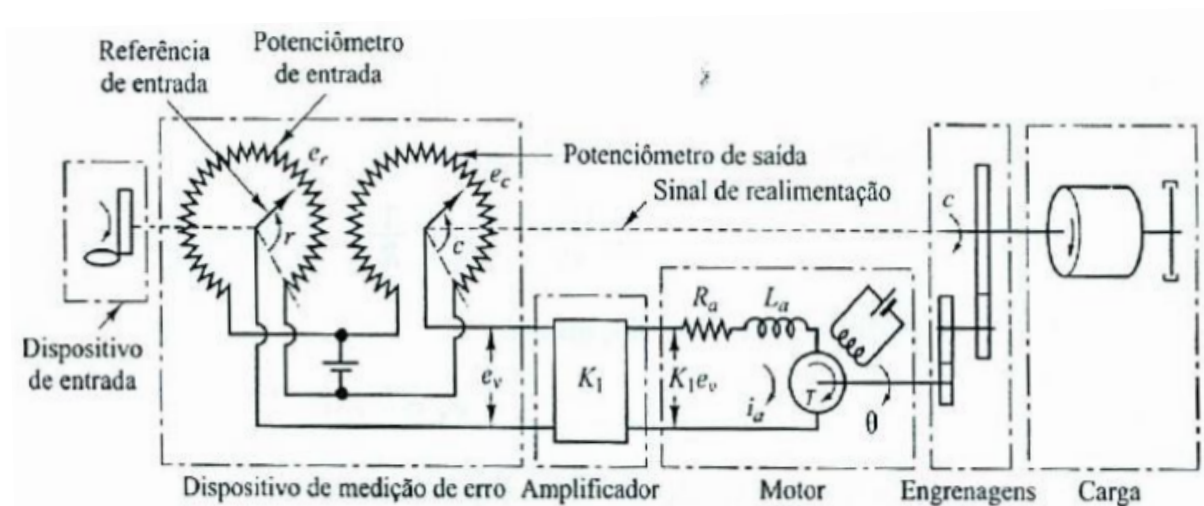 Referência
de entrada
Potenciômetro
de entrada
e_r
r
e_c
c
Potenciômetro de saída
Sinal de realimentação
c
Dispositivo
de entrada
e_v
K_1
K_1e_v
R_a
L_a
i_a
T
θ
Dispositivo de medição de erro
Amplificador
Motor
Engrenagens
Carga